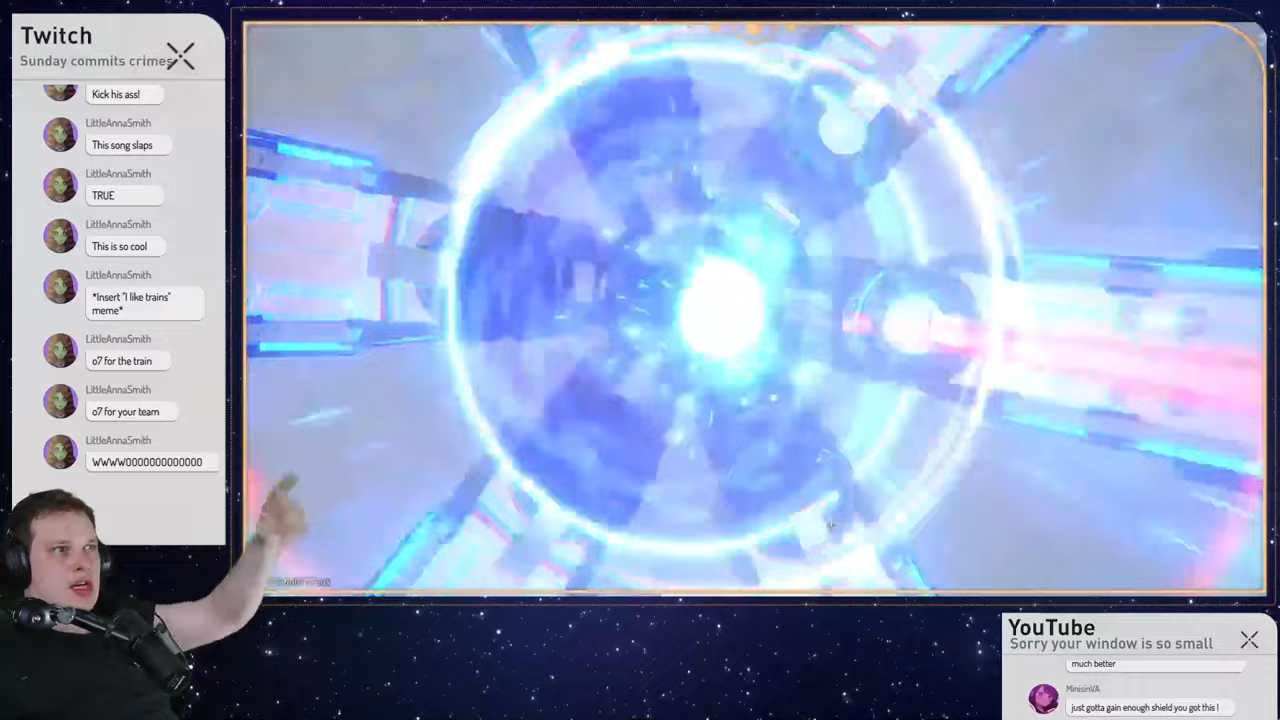 Twitch
Sunday commits crimes
Kick his ass!
LittleAnnaSmith
This song slaps
LittleAnnaSmith
TRUE
LittleAnnaSmith
This is so cool
LittleAnnaSmith
*Insert "I like trains"
meme*
LittleAnnaSmith
o7 for the train
LittleAnnaSmith
o7 for your team
LittleAnnaSmith
YouTube
Sorry your window is so small
much better
MinisinVA
just gotta gain enough shield you got this !